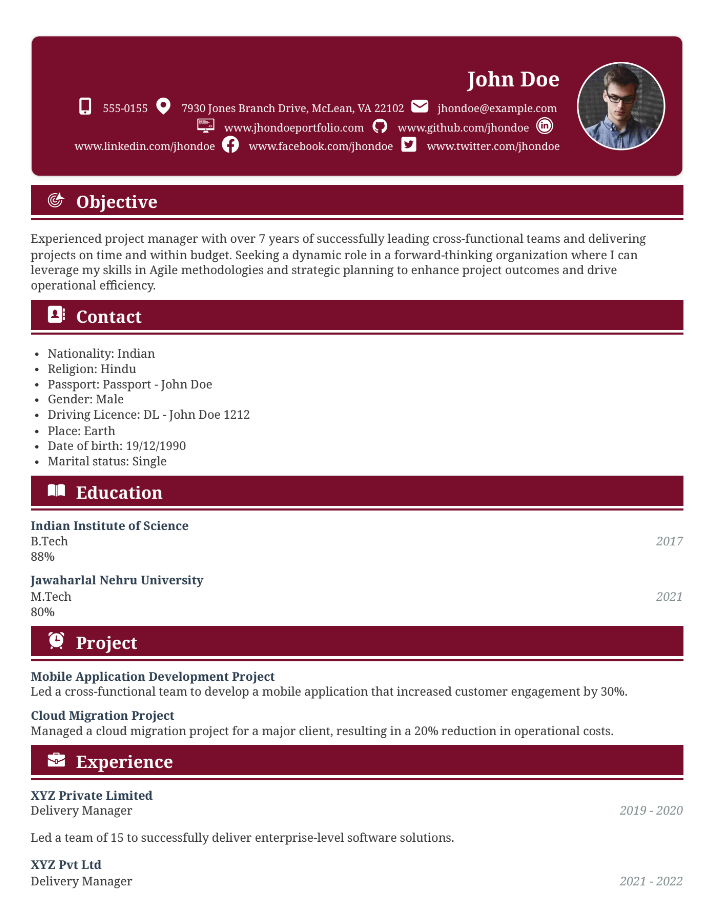 John Doe
555-0155 7930 Jones Branch Drive, McLean, VA 22102 jhondoe@example.com
www.jhondoeportfolio.com www.github.com/jhondoe
www.linkedin.com/jhondoe www.facebook.com/jhondoe www.twitter.com/jhondoe
Objective
Experienced project manager with over 7 years of successfully leading cross-functional teams and delivering
projects on time and within budget. Seeking a dynamic role in a forward-thinking organization where I can
leverage my skills in Agile methodologies and strategic planning to enhance project outcomes and drive
operational efficiency.
Contact
• Nationality: Indian
• Religion: Hindu
• Passport: Passport - John Doe
• Gender: Male
• Driving Licence: DL - John Doe 1212
• Place: Earth
• Date of birth: 19/12/1990
• Marital status: Single
Education
Indian Institute of Science
B.Tech 2017
88%
Jawaharlal Nehru University
M.Tech 2021
80%
Project
Mobile Application Development Project
Led a cross-functional team to develop a mobile application that increased customer engagement by 30%.
Cloud Migration Project
Managed a cloud migration project for a major client, resulting in a 20% reduction in operational costs.
Experience
XYZ Private Limited
Delivery Manager 2019 - 2020
Led a team of 15 to successfully deliver enterprise-level software solutions.
XYZ Pvt Ltd
Delivery Manager 2021 - 2022